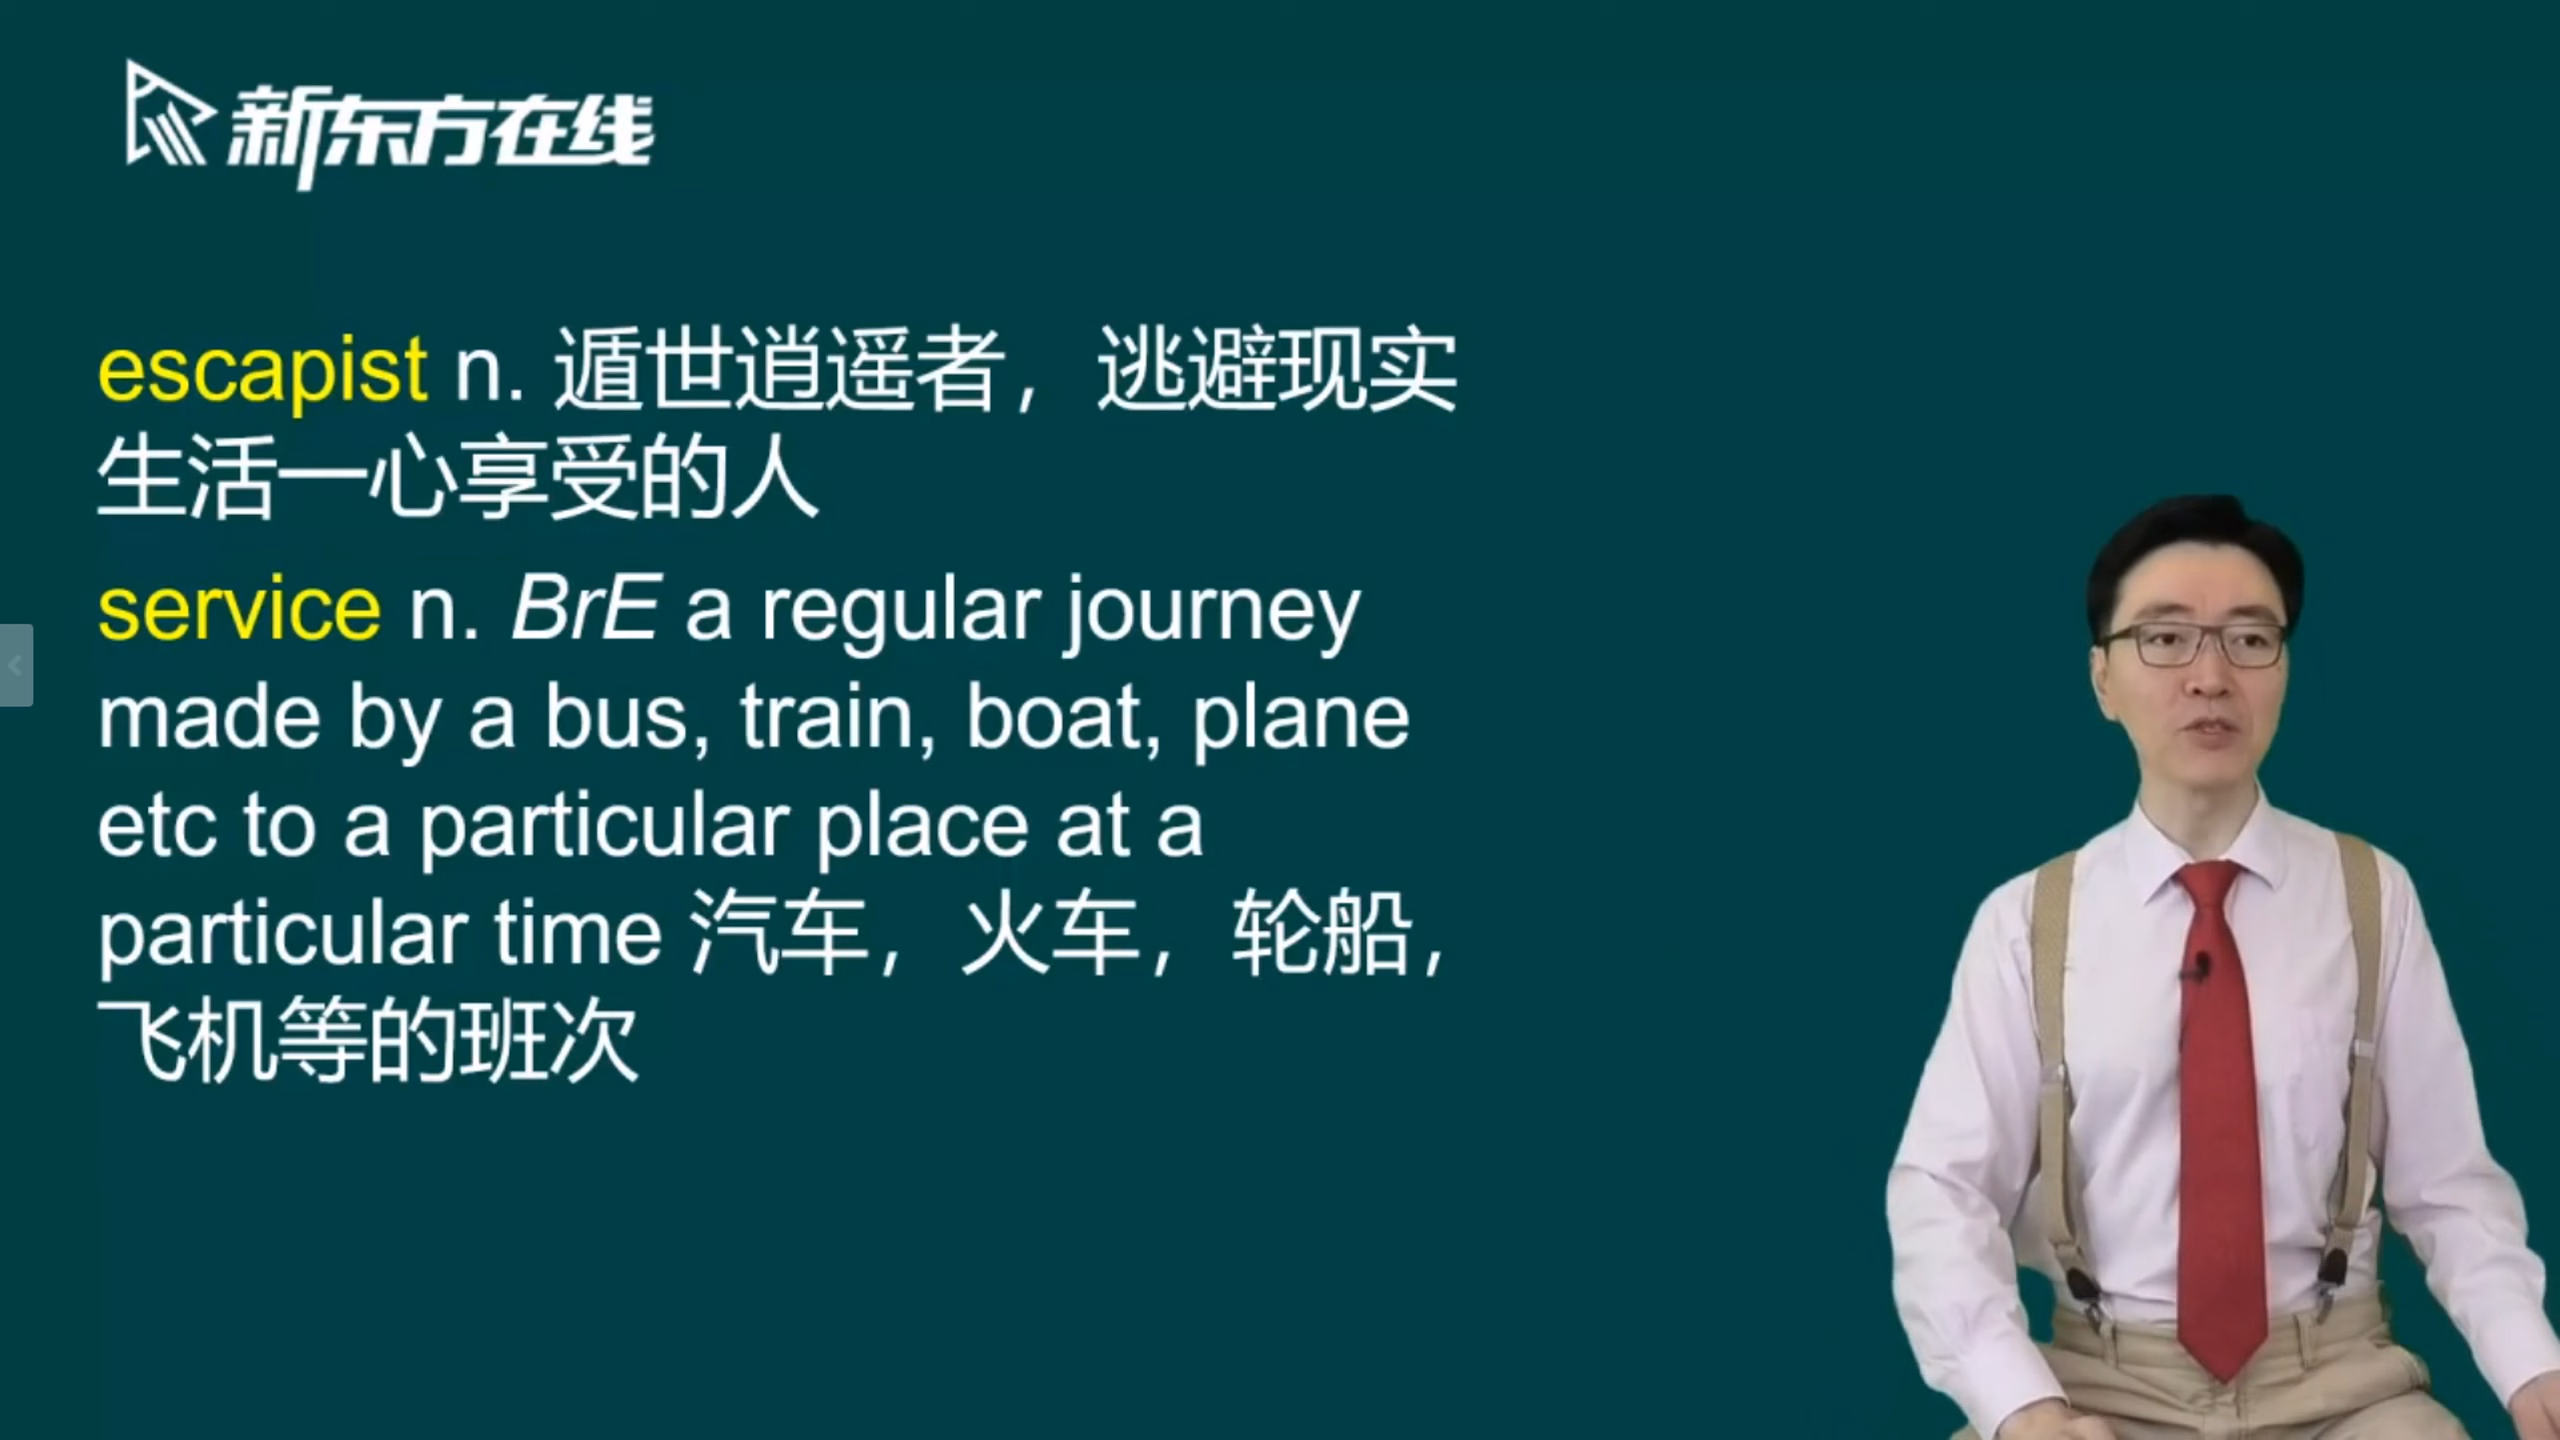 新东方在线
escapist n. 遁世逍遥者，逃避现实
生活一心享受的人
service n. BrE a regular journey
made by a bus, train, boat, plane
etc to a particular place at a
particular time 汽车，火车，轮船，
飞机等的班次